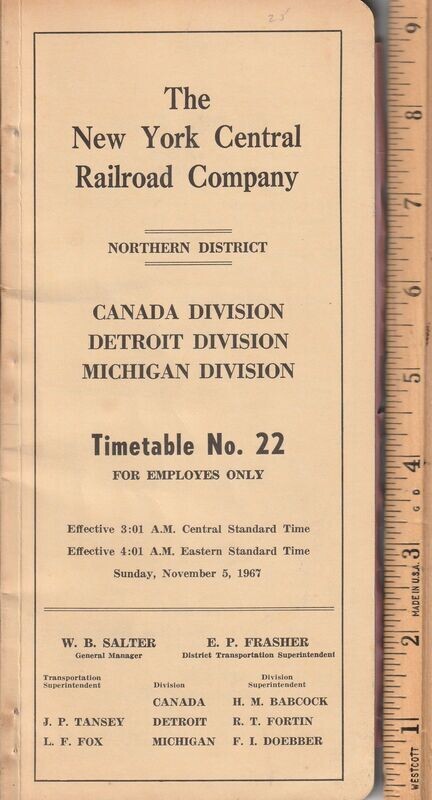 25
The
New York Central
Railroad Company
NORTHERN DISTRICT
CANADA DIVISION
DETROIT DIVISION
MICHIGAN DIVISION
Timetable No. 22
FOR EMPLOYES ONLY
Effective 3:01 A.M. Central Standard Time
Effective 4:01 A.M. Eastern Standard Time
Sunday, November 5, 1967
W. B. SALTER E. P. FRASHER
General Manager District Transportation Superintendent
Transportation Division
Superintendent Division Superintendent
CANADA H. M. BABCOCK
J. P. TANSEY DETROIT R. T. FORTIN
L. F. FOX MICHIGAN F. I. DOEBBER
9
8
7
6
5
4
G D
3
MADE IN U.S.A.
2
1
WESTCOTT